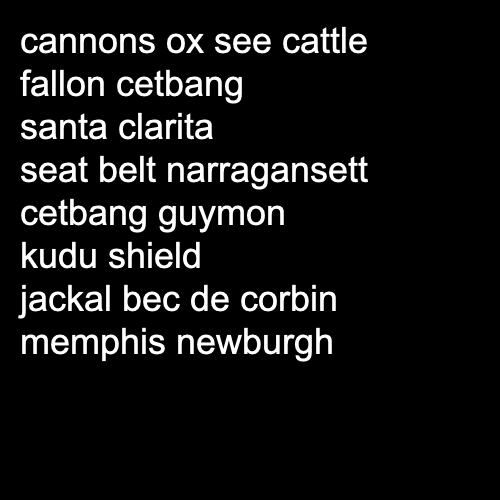 cannons ox see cattle
fallon cetbang
santa clarita
seat belt narragansett
cetbang guymon
kudu shield
jackal bec de corbin
memphis newburgh